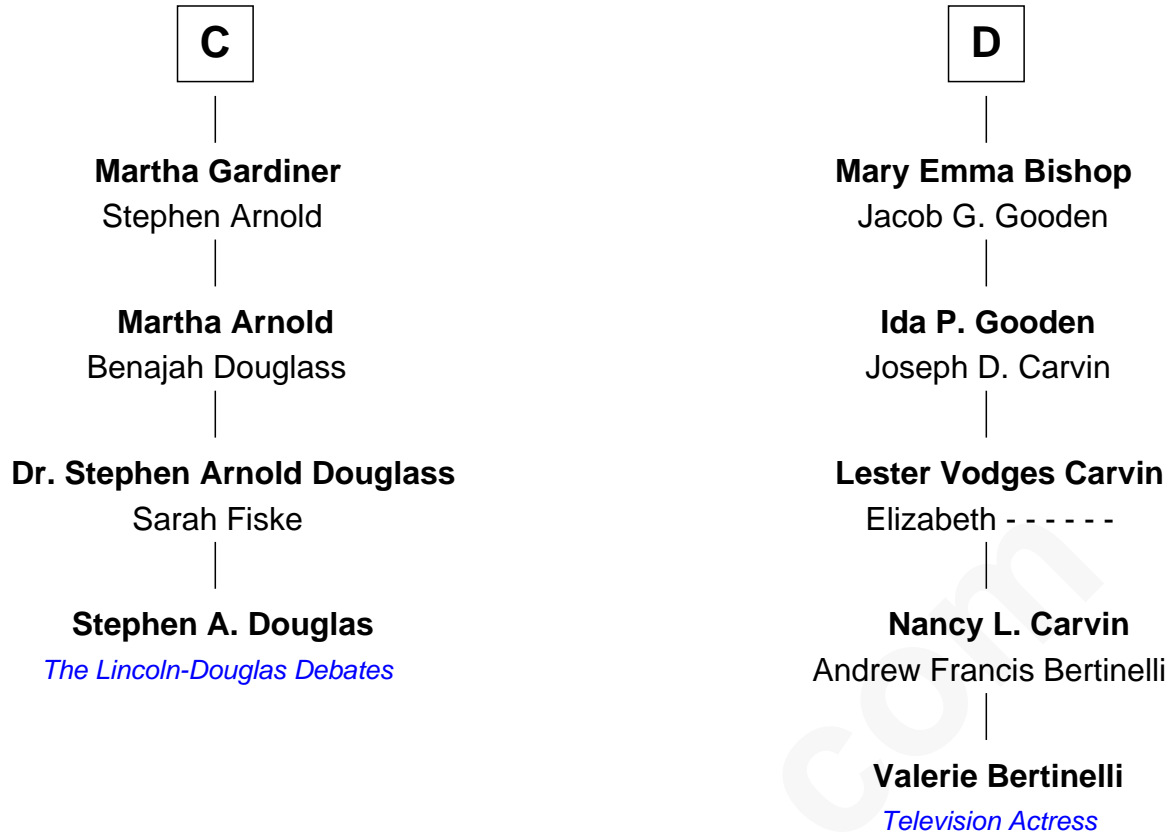 C
Martha Gardiner
Stephen Arnold
Martha Arnold
Benajah Douglass
Dr. Stephen Arnold Douglass
Sarah Fiske
Stephen A. Douglas
The Lincoln-Douglas Debates
D
Mary Emma Bishop
Jacob G. Gooden
Ida P. Gooden
Joseph D. Carvin
Lester Vodges Carvin
Elizabeth - - - - - -
Nancy L. Carvin
Andrew Francis Bertinelli
Valerie Bertinelli
Television Actress
com